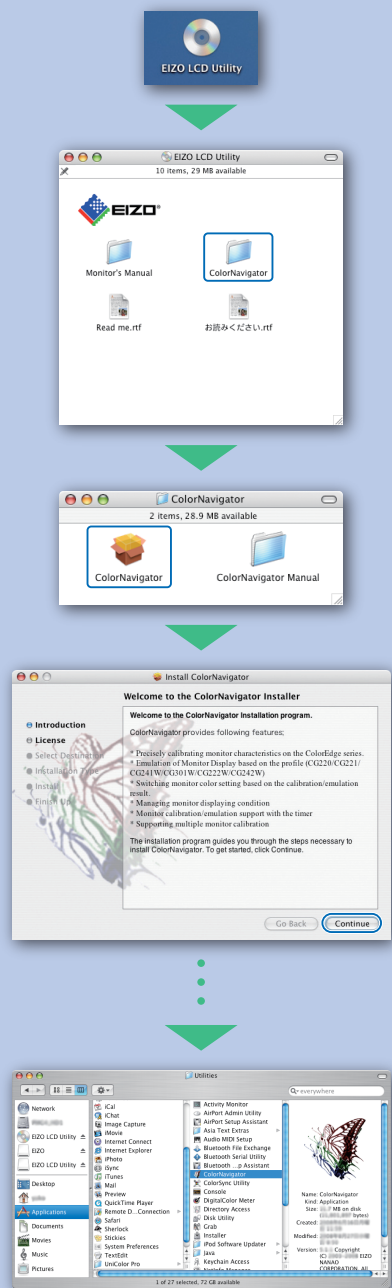 EIZO LCD Utility
EIZO LCD Utility
10 items, 29 MB available
EIZO®
Monitor's Manual
ColorNavigator
Read me.rtf
お読みください.rtf
ColorNavigator
2 items, 28.9 MB available
ColorNavigator
ColorNavigator Manual
Install ColorNavigator
Welcome to the ColorNavigator Installer
Introduction
License
Select Destination
Installation Type
Install
Finish Up
Welcome to the ColorNavigator Installation program.
ColorNavigator provides following features;
* Precisely calibrating monitor characteristics on the ColorEdge series.
* Emulation of Monitor Display based on the profile (CG220/CG221/
CG241W/CG301W/CG222W/CG242W)
* Switching monitor color setting based on the calibration/emulation
result.
* Managing monitor displaying condition
* Monitor calibration/emulation support with the timer
* Supporting multiple monitor calibration
The installation program guides you through the steps necessary to
install ColorNavigator. To get started, click Continue.
Go Back
Continue
Utilities
everywhere
Network
EIZO LCD Utility
EIZO
EIZO LCD Utility
Desktop
Applications
Documents
Movies
Music
Pictures
iCal
iChat
Image Capture
iMovie
Internet Connect
Internet Explorer
iPhoto
iSync
iTunes
Mail
Preview
QuickTime Player
Remote D...Connection
Safari
Sherlock
Stickies
System Preferences
TextEdit
UniColor Pro
Activity Monitor
AirPort Admin Utility
AirPort Setup Assistant
Asia Text Extras
Audio MIDI Setup
Bluetooth File Exchange
Bluetooth Serial Utility
Bluetooth ...p Assistant
ColorNavigator
ColorSync Utility
Console
DigitalColor Meter
Directory Access
Disk Utility
Grab
Installer
iPod Software Updater
Java
Keychain Access
Name: ColorNavigator
Kind: Application
Size: MB on disk
Created:
Modified:
Version: Copyright
(C) EIZO
NANAO
CORPORATION. All
1 of 27 selected, 72 GB available